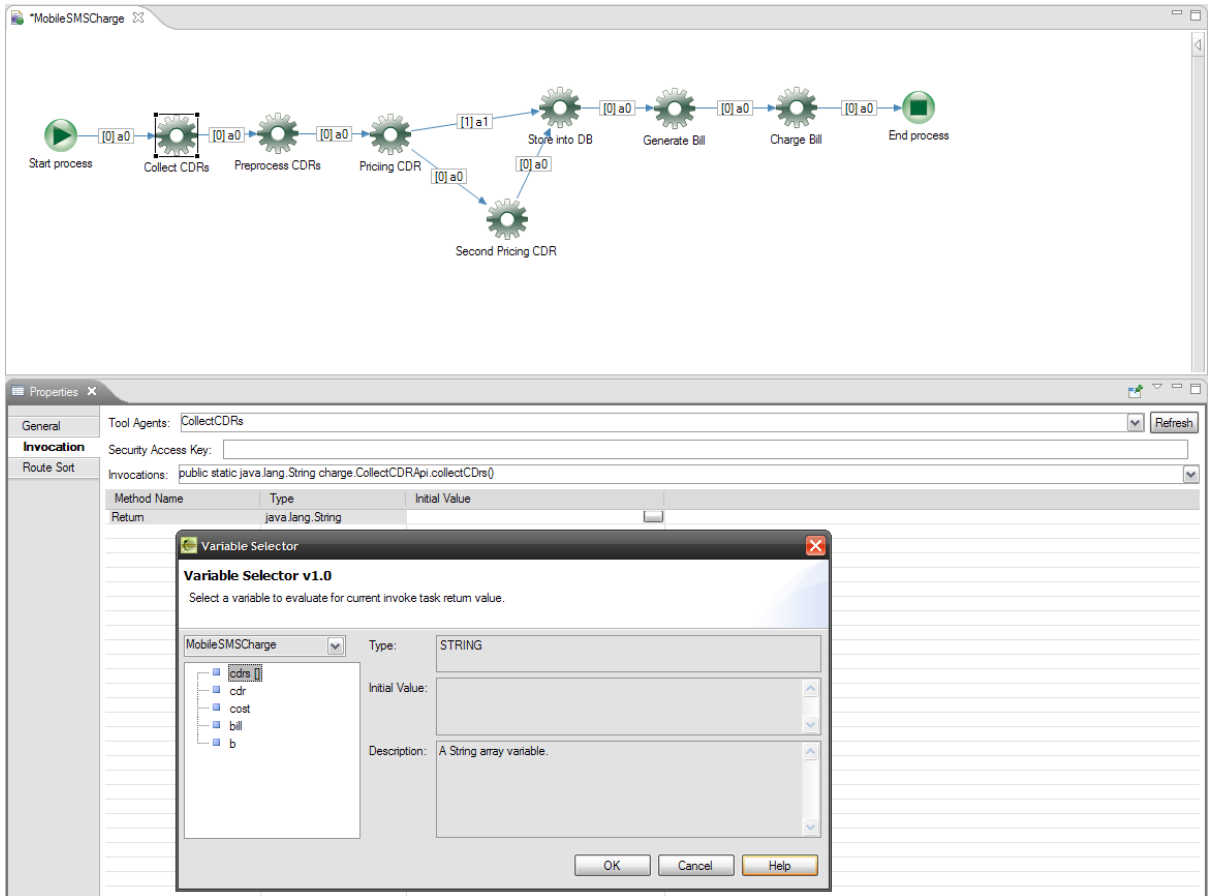 *MobileSMSCharge
[0] a0
[0] a0
[0] a0
[1] a1
[0] a0
[0] a0
[0] a0
[0] a0
[0] a0
Start process
Collect CDRs
Preprocess CDRs
Priciing CDR
Store into DB
Generate Bill
Charge Bill
End process
Second Pricing CDR
Properties
General
Invocation
Route Sort
Tool Agents: CollectCDRs
Refresh
Security Access Key:
Invocations: public static java.lang.String charge.CollectCDRApi.collectCDrs()
Method Name Type Initial Value
Return java.lang.String
Variable Selector
Variable Selector v1.0
Select a variable to evaluate for current invoke task return value.
MobileSMSCharge
cdrs []
cdr
cost
bill
b
Type: STRING
Initial Value:
Description: A String array variable.
OK Cancel Help